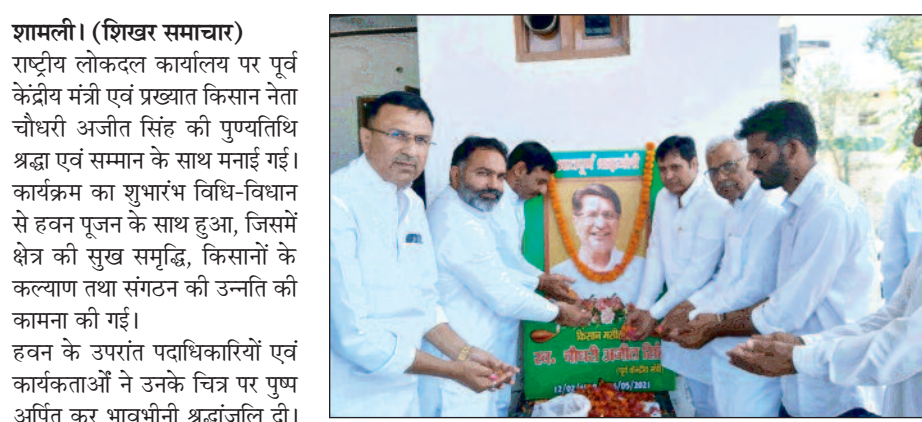 शामली। (शिखर समाचार)
राष्ट्रीय लोकदल कार्यालय पर पूर्व
केंद्रीय मंत्री एवं प्रख्यात किसान नेता
चौधरी अजीत सिंह की पुण्यतिथि
श्रद्धा एवं सम्मान के साथ मनाई गई।
कार्यक्रम का शुभारंभ विधि-विधान
से हवन पूजन के साथ हुआ, जिसमें
क्षेत्र की सुख समृद्धि, किसानों के
कल्याण तथा संगठन की उन्नति की
कामना की गई।
हवन के उपरांत पदाधिकारियों एवं
कार्यकर्ताओं ने उनके चित्र पर पुष्प
अर्पित कर भावभीनी श्रद्धांजलि दी।
किसान मसीहा
स्व. चौधरी अजीत सिंह
(पूर्व केन्द्रीय मंत्री)
12/02/ /05/2021